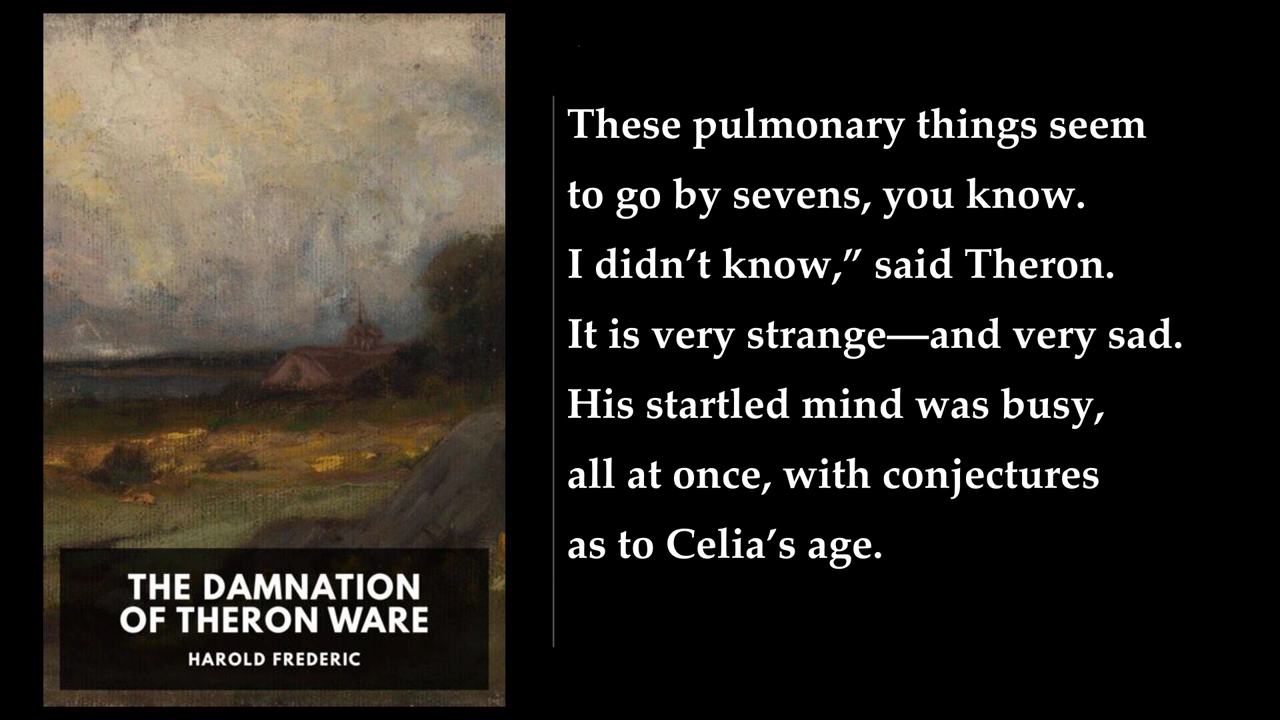 These pulmonary things seem
to go by sevens, you know.
I didn’t know,” said Theron.
It is very strange—and very sad.
His startled mind was busy,
all at once, with conjectures
as to Celia’s age.
THE DAMNATION
OF THERON WARE
HAROLD FREDERIC